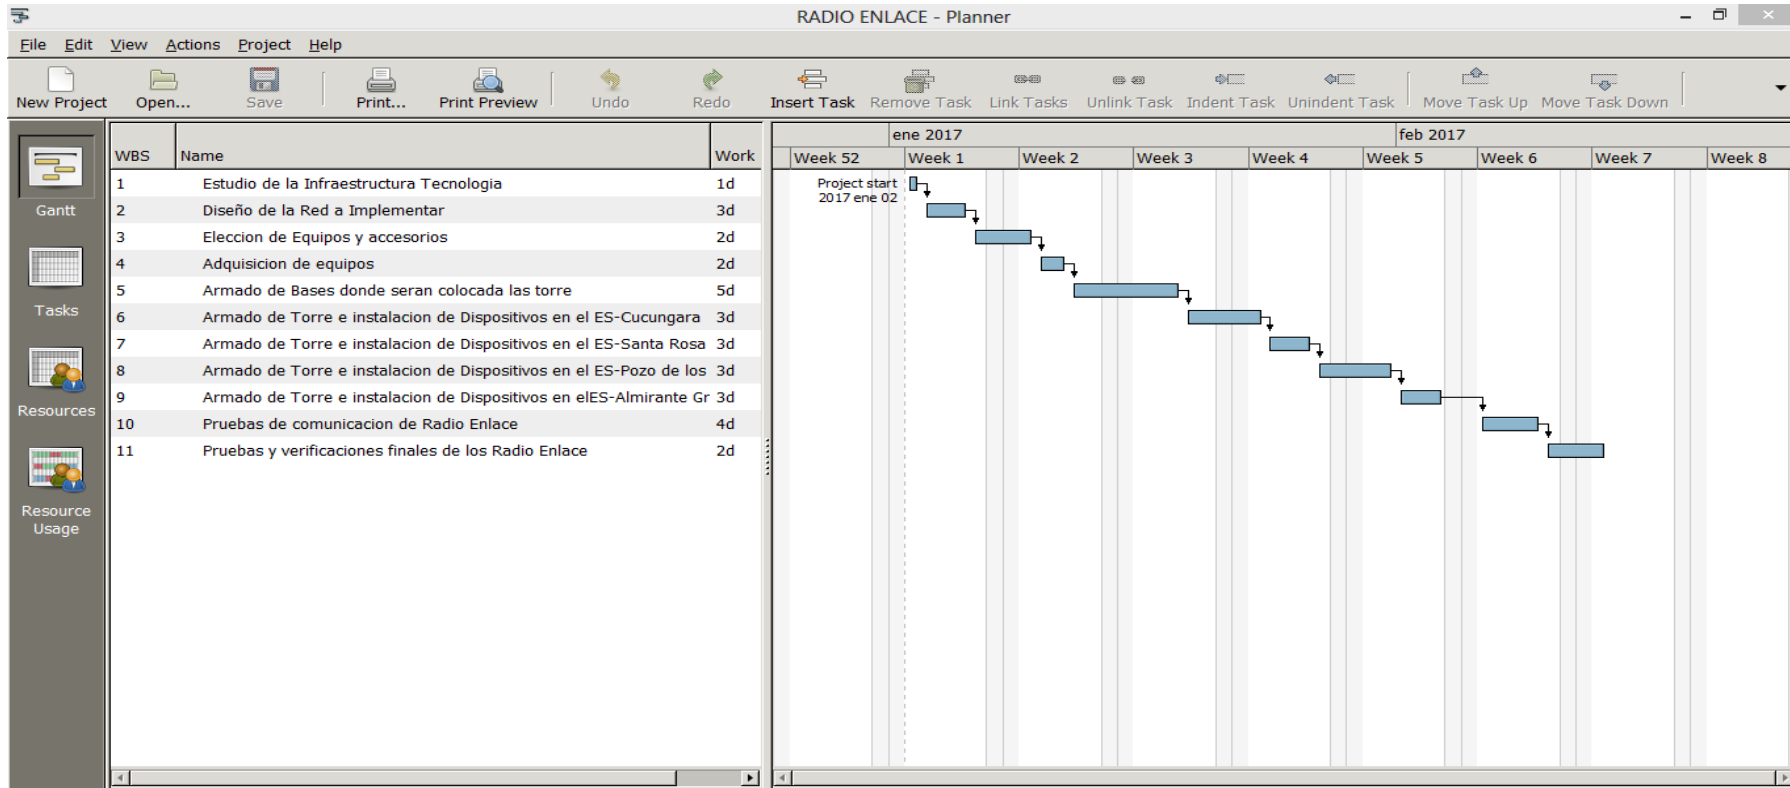 RADIO ENLACE - Planner
File Edit View Actions Project Help
New Project Open... Save Print... Print Preview Undo Redo Insert Task Remove Task Link Tasks Unlink Task Indent Task Unindent Task Move Task Up Move Task Down
ene 2017 feb 2017
WBS Name Work Week 52 Week 1 Week 2 Week 3 Week 4 Week 5 Week 6 Week 7 Week 8
Project start
2017 ene 02
1 Estudio de la Infraestructura Tecnologia 1d
2 Diseño de la Red a Implementar 3d
3 Eleccion de Equipos y accesorios 2d
4 Adquisicion de equipos 2d
5 Armado de Bases donde seran colocada las torre 5d
6 Armado de Torre e instalacion de Dispositivos en el ES-Cucungara 3d
7 Armado de Torre e instalacion de Dispositivos en el ES-Santa Rosa 3d
8 Armado de Torre e instalacion de Dispositivos en el ES-Pozo de los 3d
9 Armado de Torre e instalacion de Dispositivos en elES-Almirante Gr 3d
10 Pruebas de comunicacion de Radio Enlace 4d
11 Pruebas y verificaciones finales de los Radio Enlace 2d
Gantt
Tasks
Resources
Resource
Usage